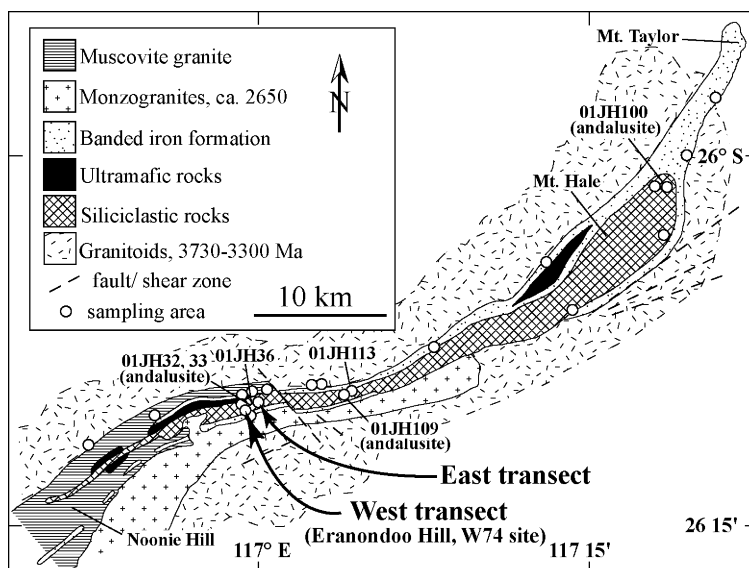 Mt. Taylor
Muscovite granite
Monzogranites, ca. 2650
Banded iron formation
Ultramafic rocks
Siliciclastic rocks
Granitoids, 3730-3300 Ma
fault/ shear zone
sampling area
N
10 km
01JH100
(andalusite)
26° S
Mt. Hale
01JH32, 33
(andalusite)
01JH36
01JH113
01JH109
(andalusite)
East transect
West transect
(Eranondoo Hill, W74 site)
Noonie Hill
117° E
117 15'
26 15'